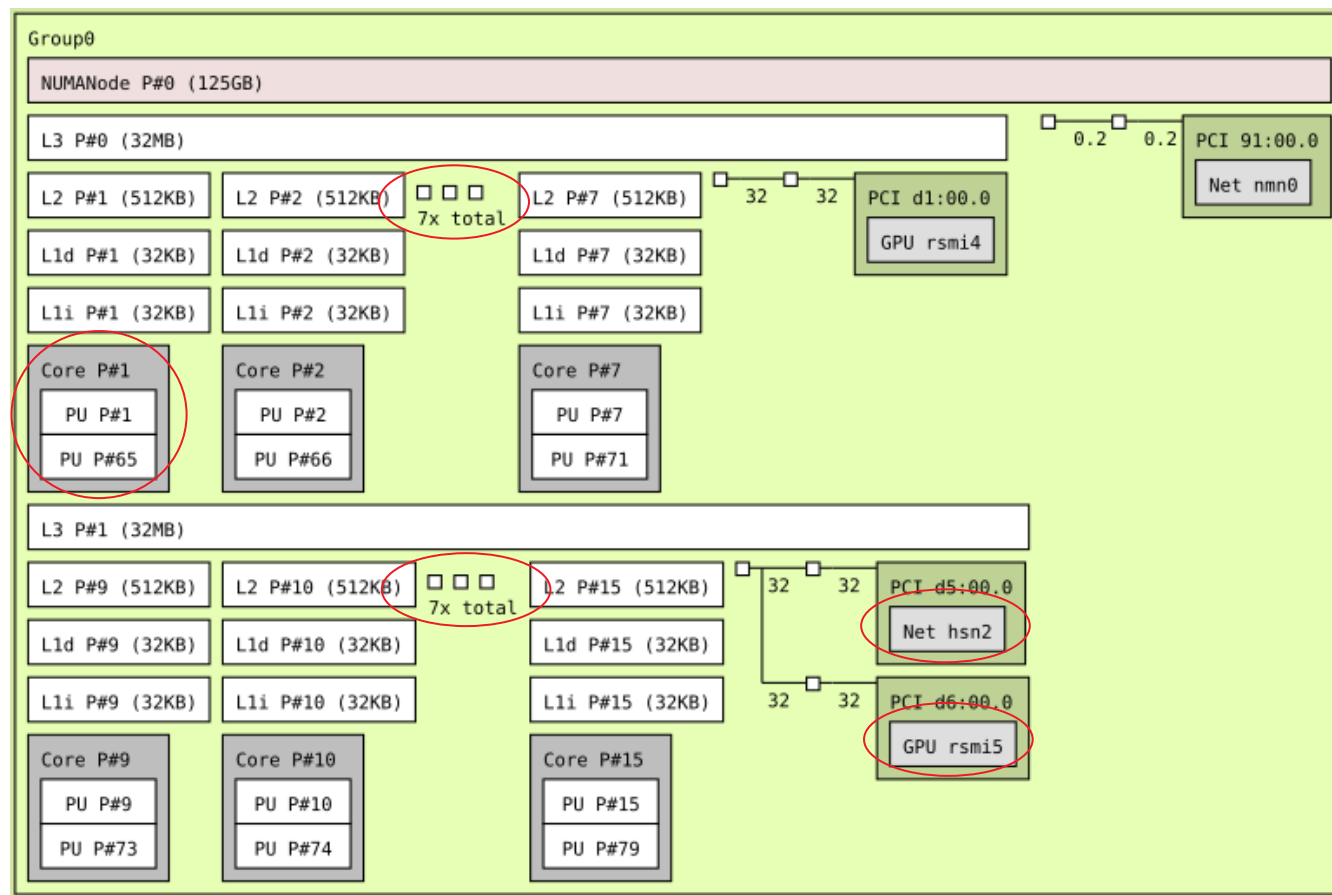 Group0
NUMANode P#0 (125GB)
L3 P#0 (32MB)
0.2 0.2 PCI 91:00.0
Net nmn0
L2 P#1 (512KB) L2 P#2 (512KB) 7x total L2 P#7 (512KB) 32 32 PCI d1:00.0
GPU rsmi4
L1d P#1 (32KB) L1d P#2 (32KB) L1d P#7 (32KB)
L1i P#1 (32KB) L1i P#2 (32KB) L1i P#7 (32KB)
Core P#1 Core P#2 Core P#7
PU P#1 PU P#2 PU P#7
PU P#65 PU P#66 PU P#71
L3 P#1 (32MB)
L2 P#9 (512KB) L2 P#10 (512KB) 7x total L2 P#15 (512KB) 32 32 PCI d5:00.0
Net hsn2
L1d P#9 (32KB) L1d P#10 (32KB) L1d P#15 (32KB)
L1i P#9 (32KB) L1i P#10 (32KB) L1i P#15 (32KB) 32 32 PCI d6:00.0
GPU rsmi5
Core P#9 Core P#10 Core P#15
PU P#9 PU P#10 PU P#15
PU P#73 PU P#74 PU P#79